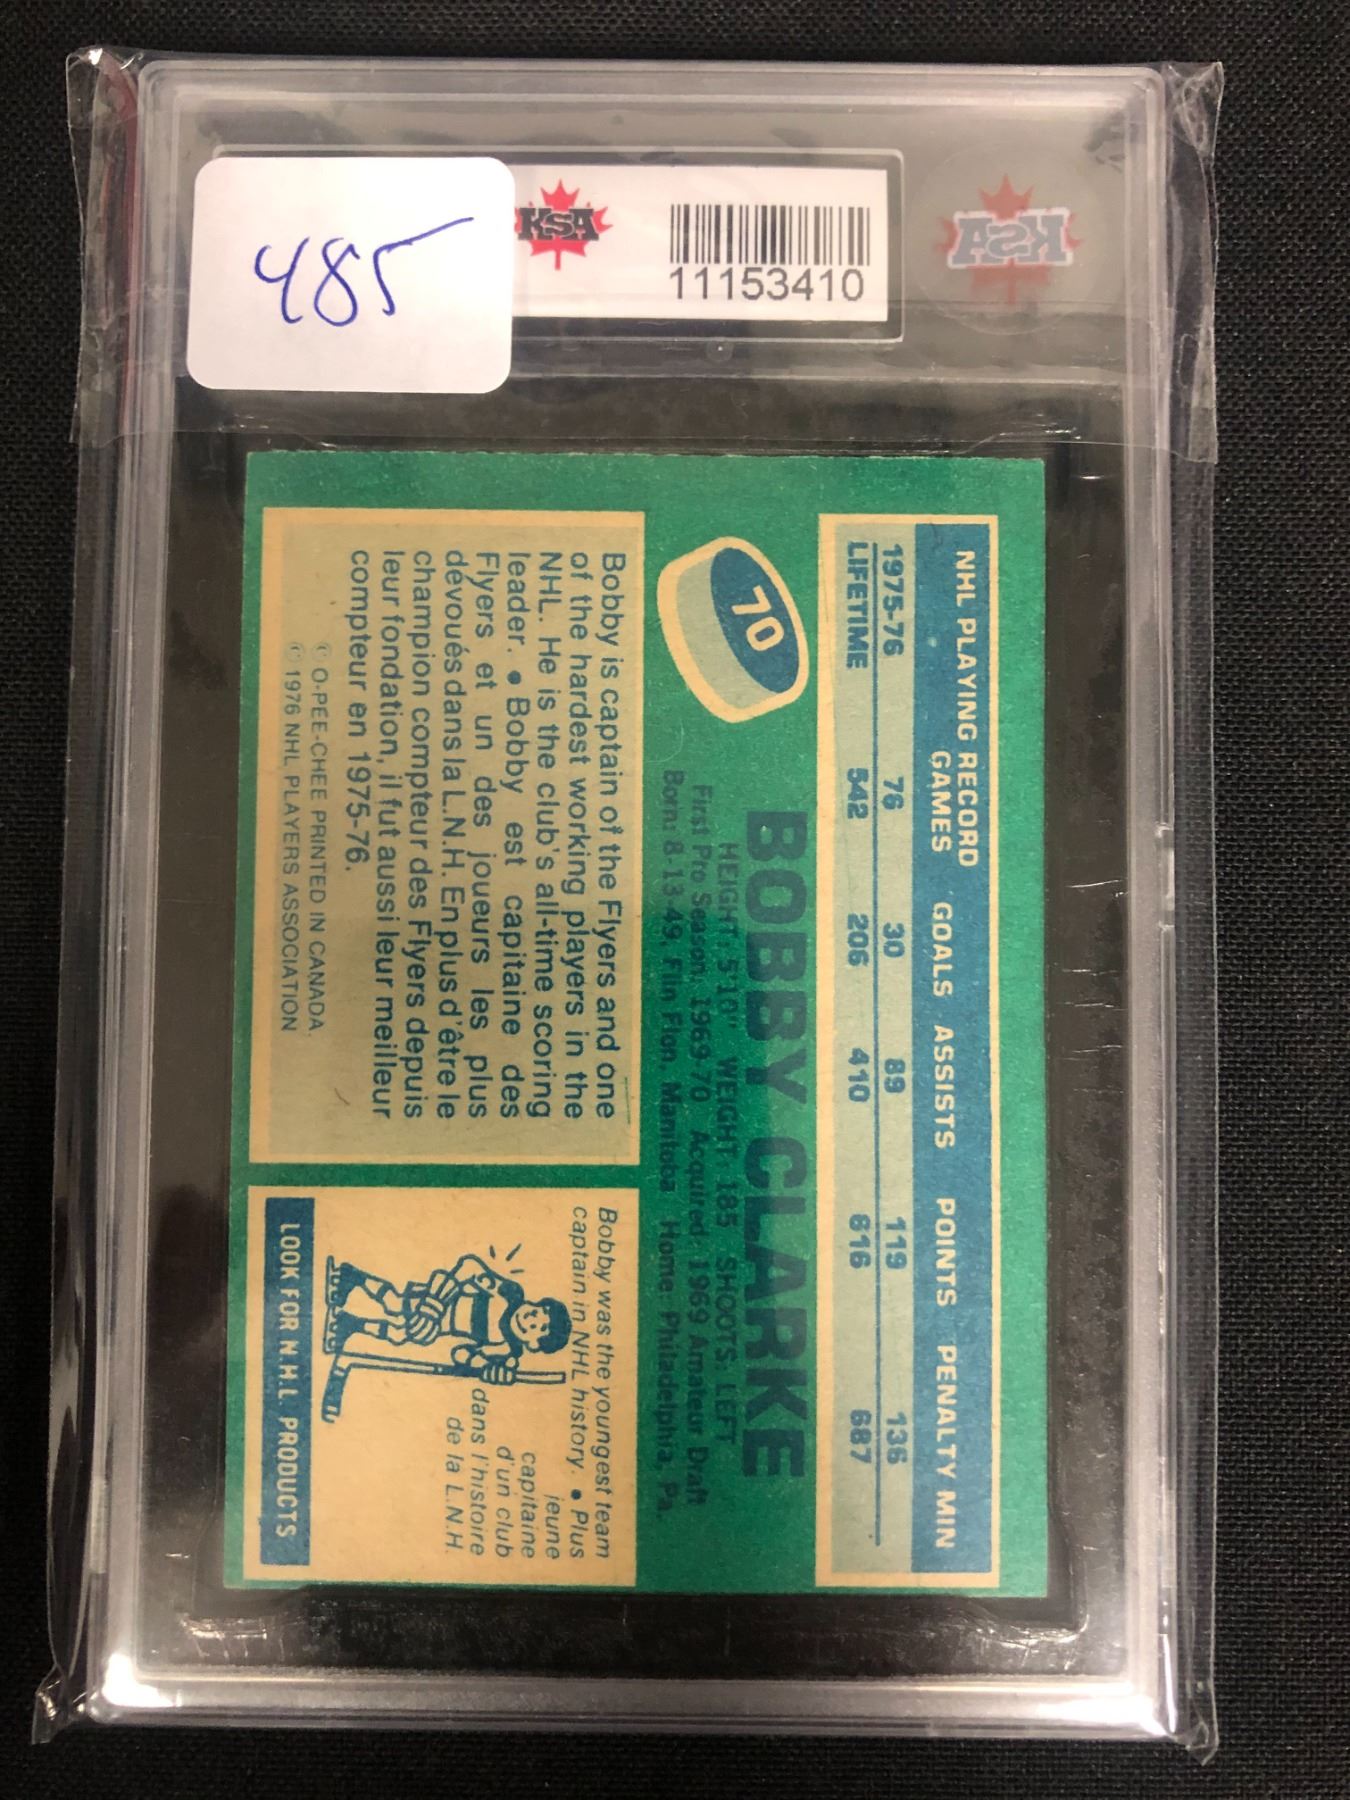 485
KSA
11153410
KSA
NHL PLAYING RECORD
GAMES GOALS ASSISTS POINTS PENALTY MIN
1975-76 76 30 89 119 136
LIFETIME 542 206 410 616 687
70
BOBBY CLARKE
HEIGHT: 5'10" WEIGHT: 185 SHOOTS: LEFT
First Pro Season: 1969-70 Acquired 1969 Amateur Draft
Born: 8-13-49, Flin Flon, Manitoba Home: Philadelphia, Pa.
Bobby is captain of the Flyers and one
of the hardest working players in the
NHL. He is the club's all-time scoring
leader. • Bobby est capitaine des
Flyers et un des joueurs les plus
dévoués dans la L.N.H. En plus d'être le
champion compteur des Flyers depuis
leur fondation, il fut aussi leur meilleur
compteur en 1975-76.
© O-PEE-CHEE PRINTED IN CANADA
© 1976 NHL PLAYERS ASSOCIATION
Bobby was the youngest team
captain in NHL history. • Plus
jeune
capitaine
d'un club
dans l'histoire
de la L.N.H.
C
LOOK FOR N.H.L. PRODUCTS